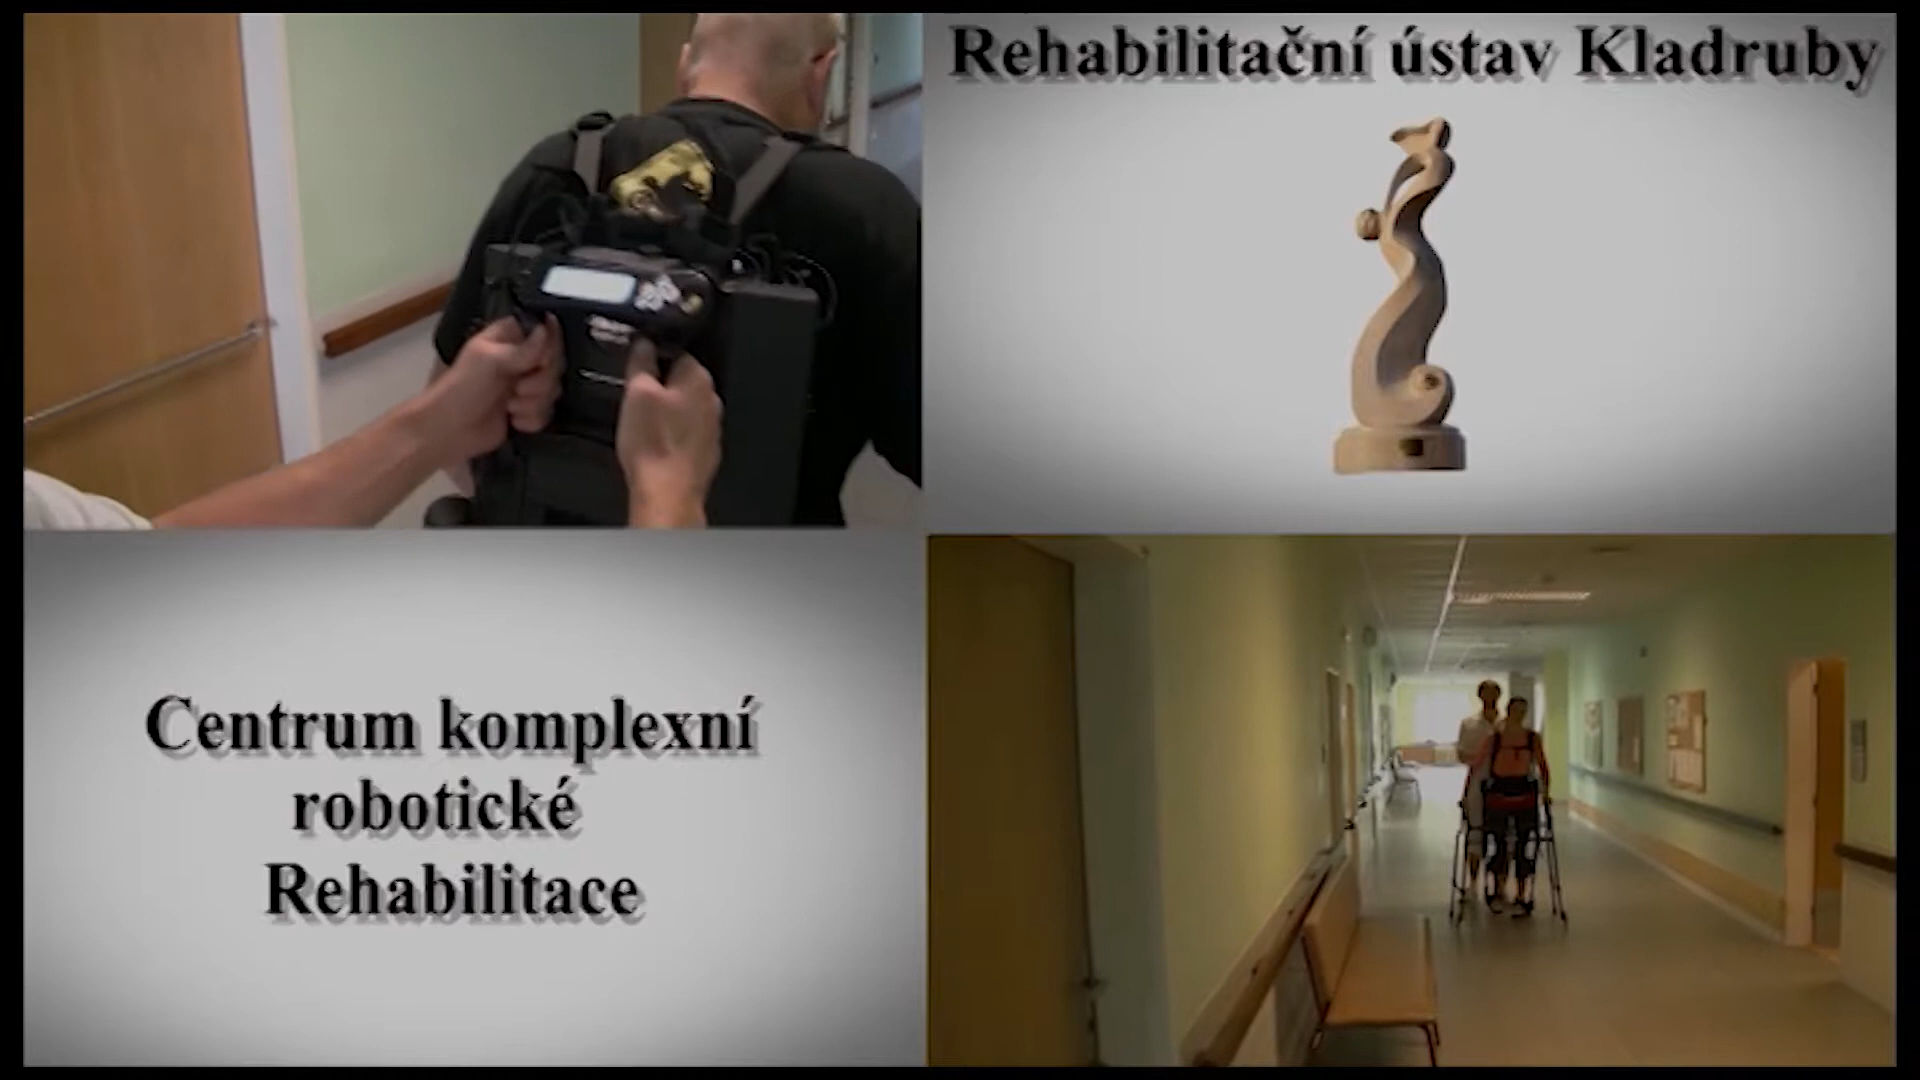 Rehabilitační ústav Kladruby
Centrum komplexní
robotické
Rehabilitace